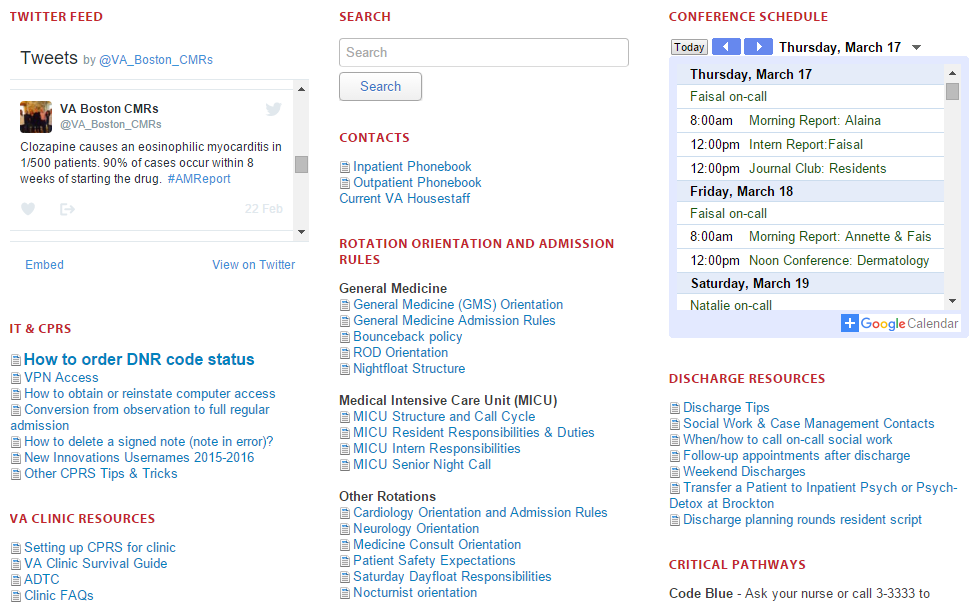 TWITTER FEED
Tweets by @VA_Boston_CMRs
VA Boston CMRs
@VA_Boston_CMRs
Clozapine causes an eosinophilic myocarditis in
1/500 patients. 90% of cases occur within 8
weeks of starting the drug. #AMReport
22 Feb
Embed
View on Twitter
IT & CPRS
How to order DNR code status
VPN Access
How to obtain or reinstate computer access
Conversion from observation to full regular
admission
How to delete a signed note (note in error)?
New Innovations Usernames 2015-2016
Other CPRS Tips & Tricks
VA CLINIC RESOURCES
Setting up CPRS for clinic
VA Clinic Survival Guide
ADTC
Clinic FAQs
SEARCH
Search
Search
CONTACTS
Inpatient Phonebook
Outpatient Phonebook
Current VA Housestaff
ROTATION ORIENTATION AND ADMISSION
RULES
General Medicine
General Medicine (GMS) Orientation
General Medicine Admission Rules
Bounceback policy
ROD Orientation
Nightfloat Structure
Medical Intensive Care Unit (MICU)
MICU Structure and Call Cycle
MICU Resident Responsibilities & Duties
MICU Intern Responsibilities
MICU Senior Night Call
Other Rotations
Cardiology Orientation and Admission Rules
Neurology Orientation
Medicine Consult Orientation
Patient Safety Expectations
Saturday Dayfloat Responsibilities
Nocturnist orientation
CONFERENCE SCHEDULE
Today Thursday, March 17
Thursday, March 17
Faisal on-call
8:00am Morning Report: Alaina
12:00pm Intern Report:Faisal
12:00pm Journal Club: Residents
Friday, March 18
Faisal on-call
8:00am Morning Report: Annette & Fais
12:00pm Noon Conference: Dermatology
Saturday, March 19
Natalie on-call
Google Calendar
DISCHARGE RESOURCES
Discharge Tips
Social Work & Case Management Contacts
When/how to call on-call social work
Follow-up appointments after discharge
Weekend Discharges
Transfer a Patient to Inpatient Psych or Psych-
Detox at Brockton
Discharge planning rounds resident script
CRITICAL PATHWAYS
Code Blue - Ask your nurse or call 3-3333 to